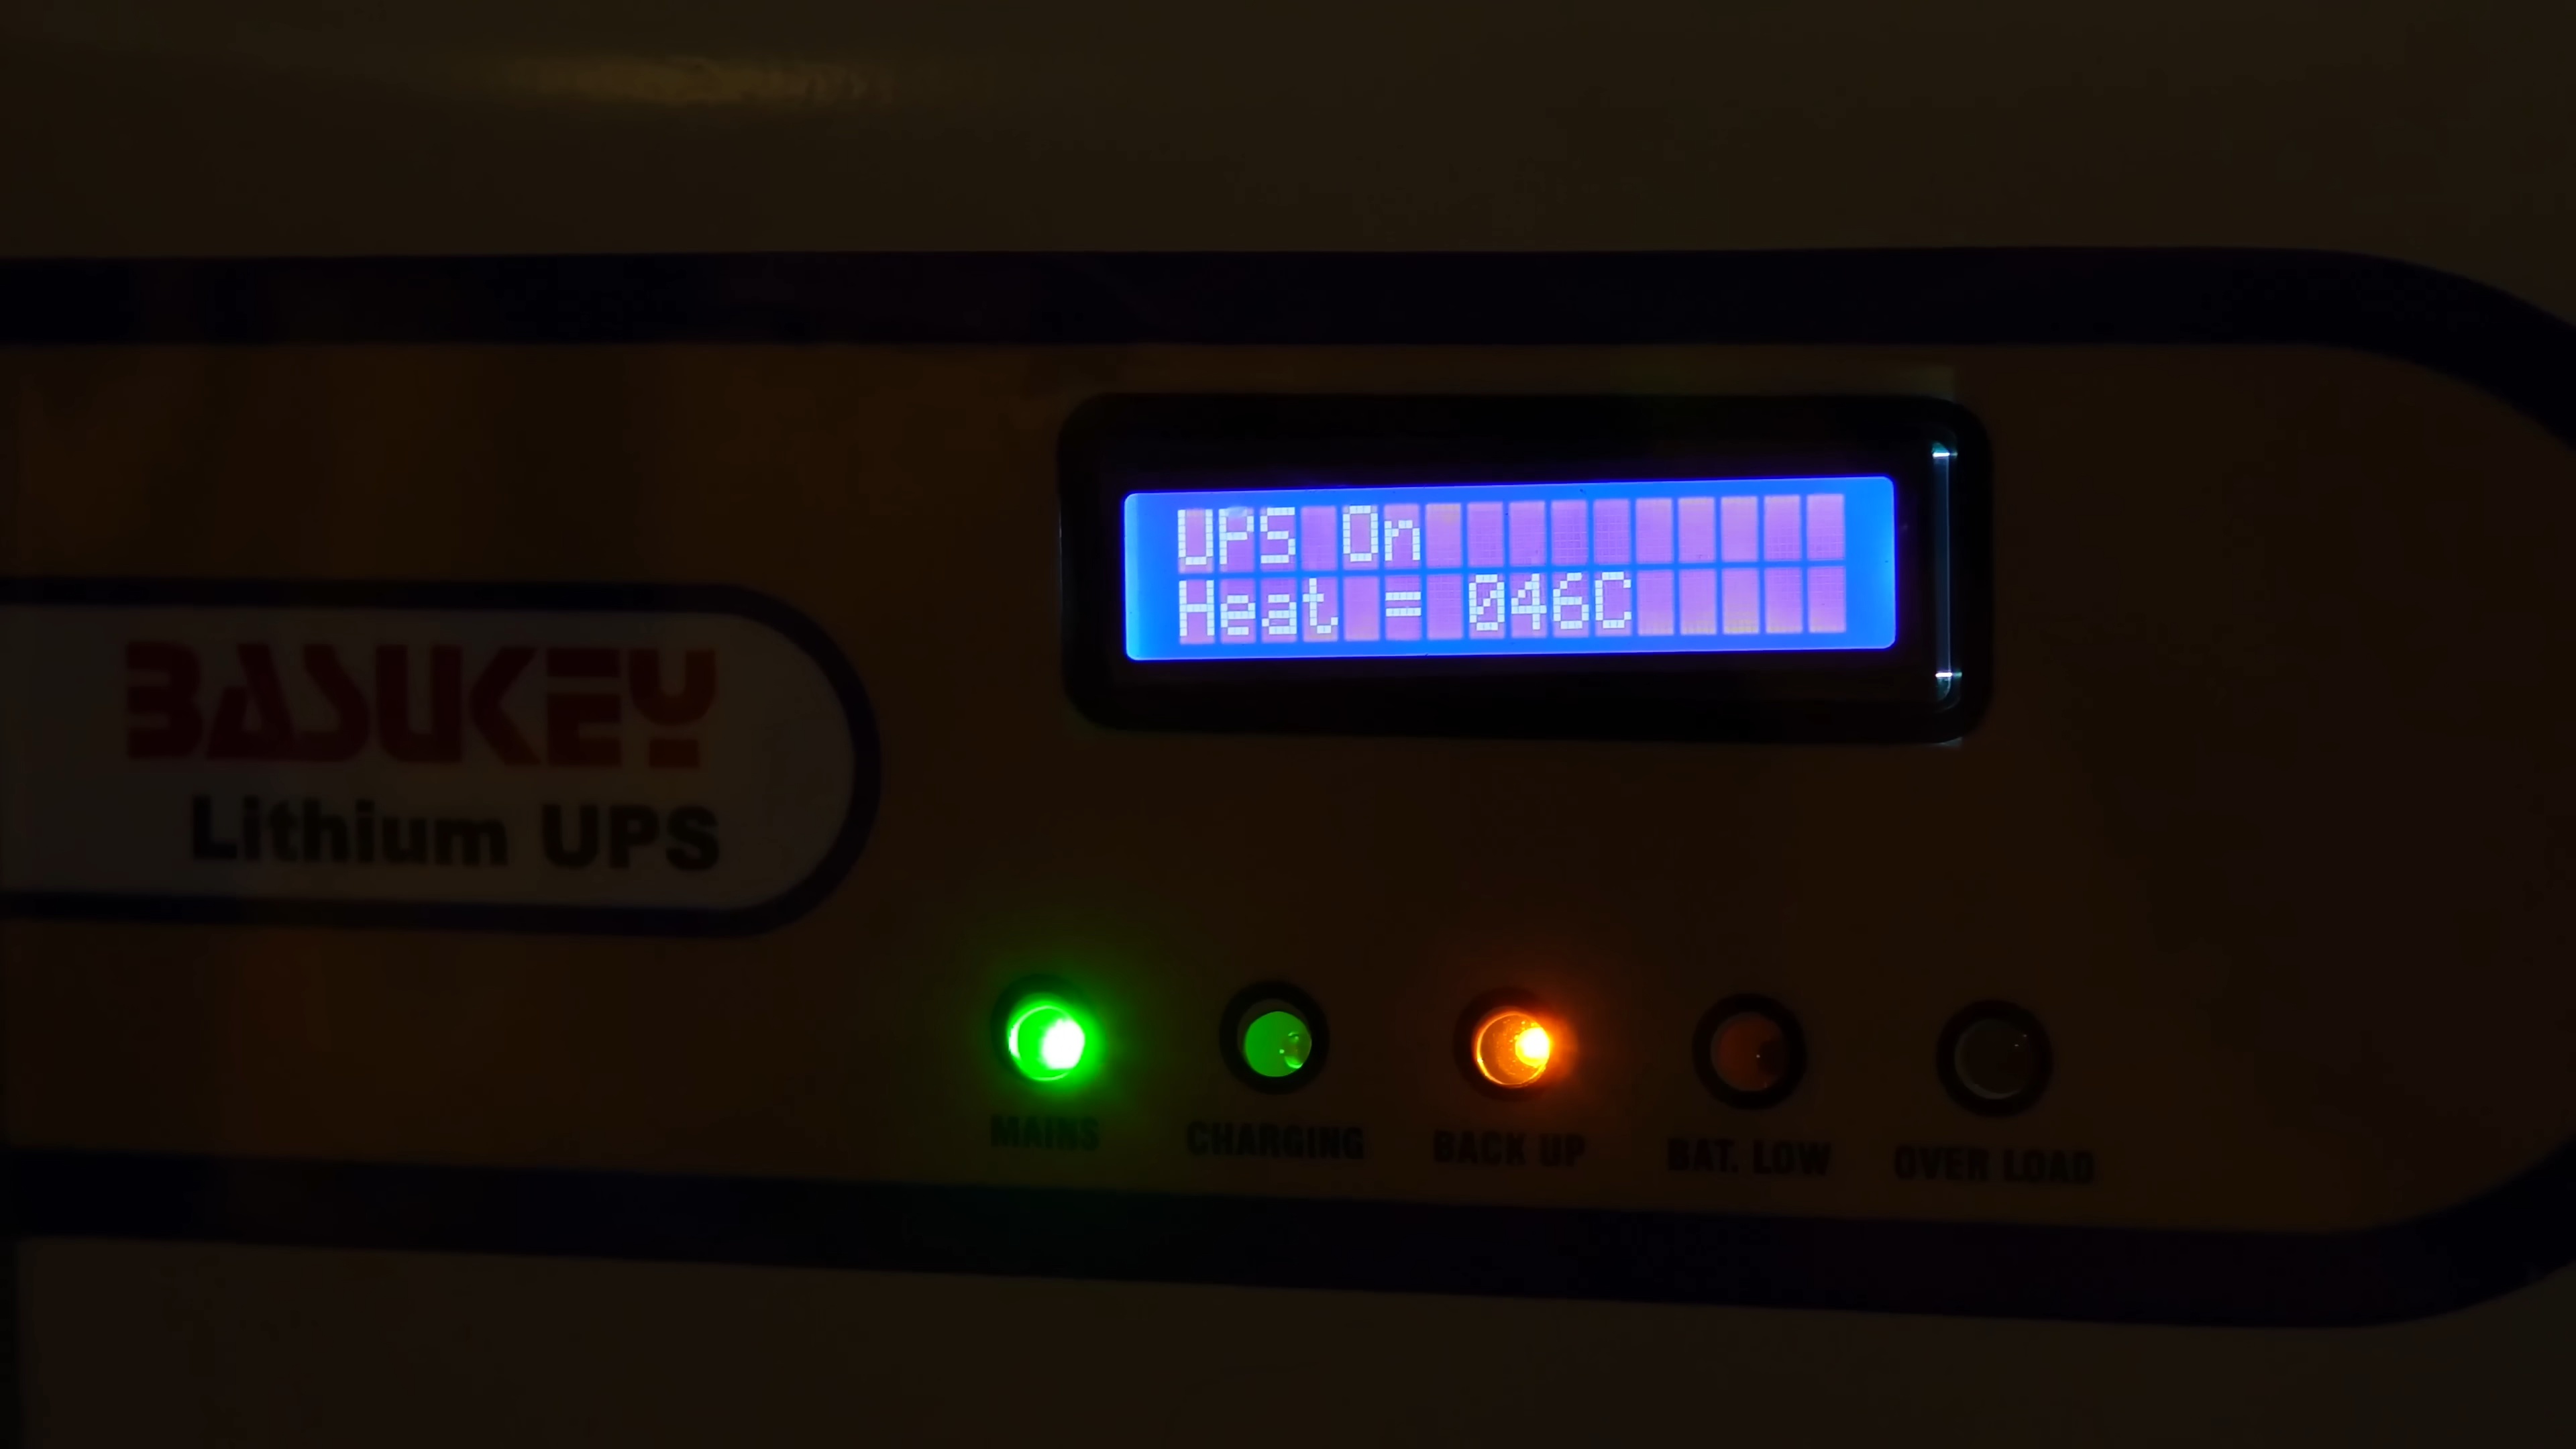 UPS On
Heat = 046C
BASUKEY
Lithium UPS
MAINS CHARGING BACK UP BAT. LOW OVER LOAD